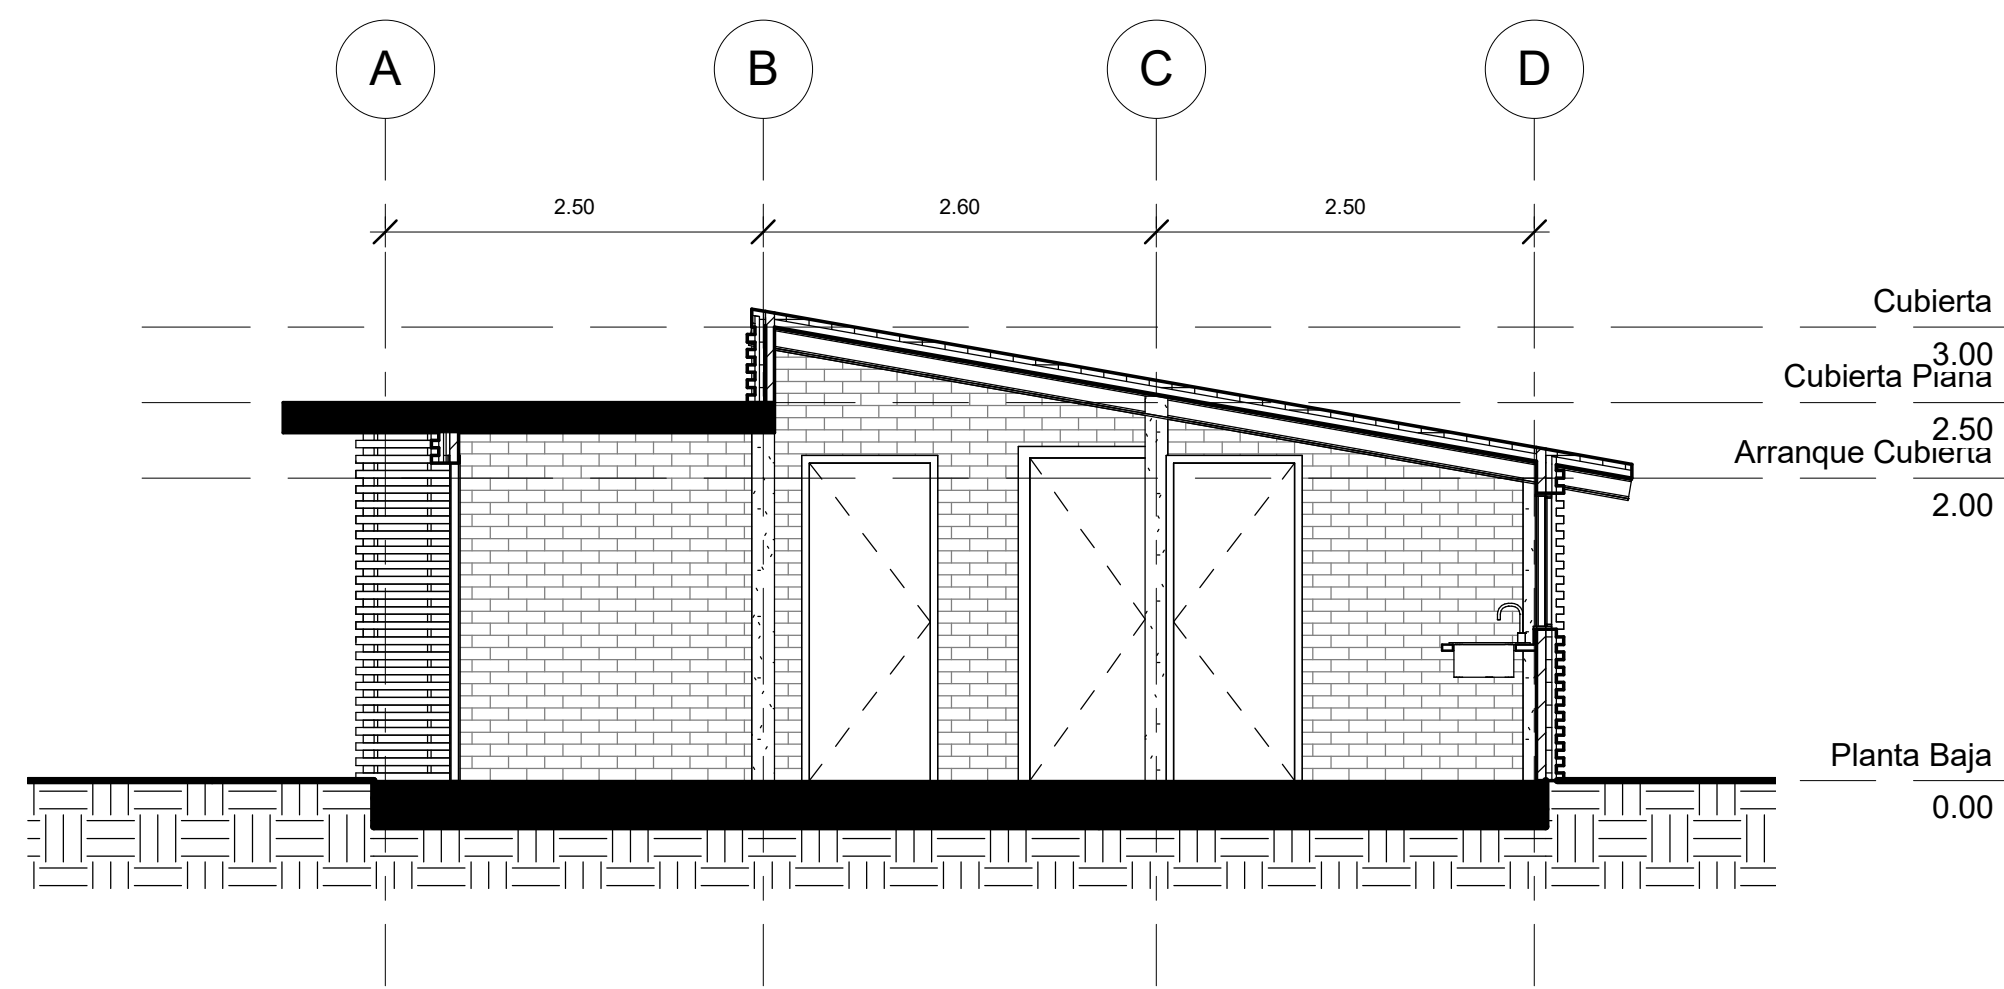 A B C D
2.50 2.60 2.50
Cubierta
3.00
Cubierta Plana
2.50
Arranque Cubierta
2.00
Planta Baja
0.00